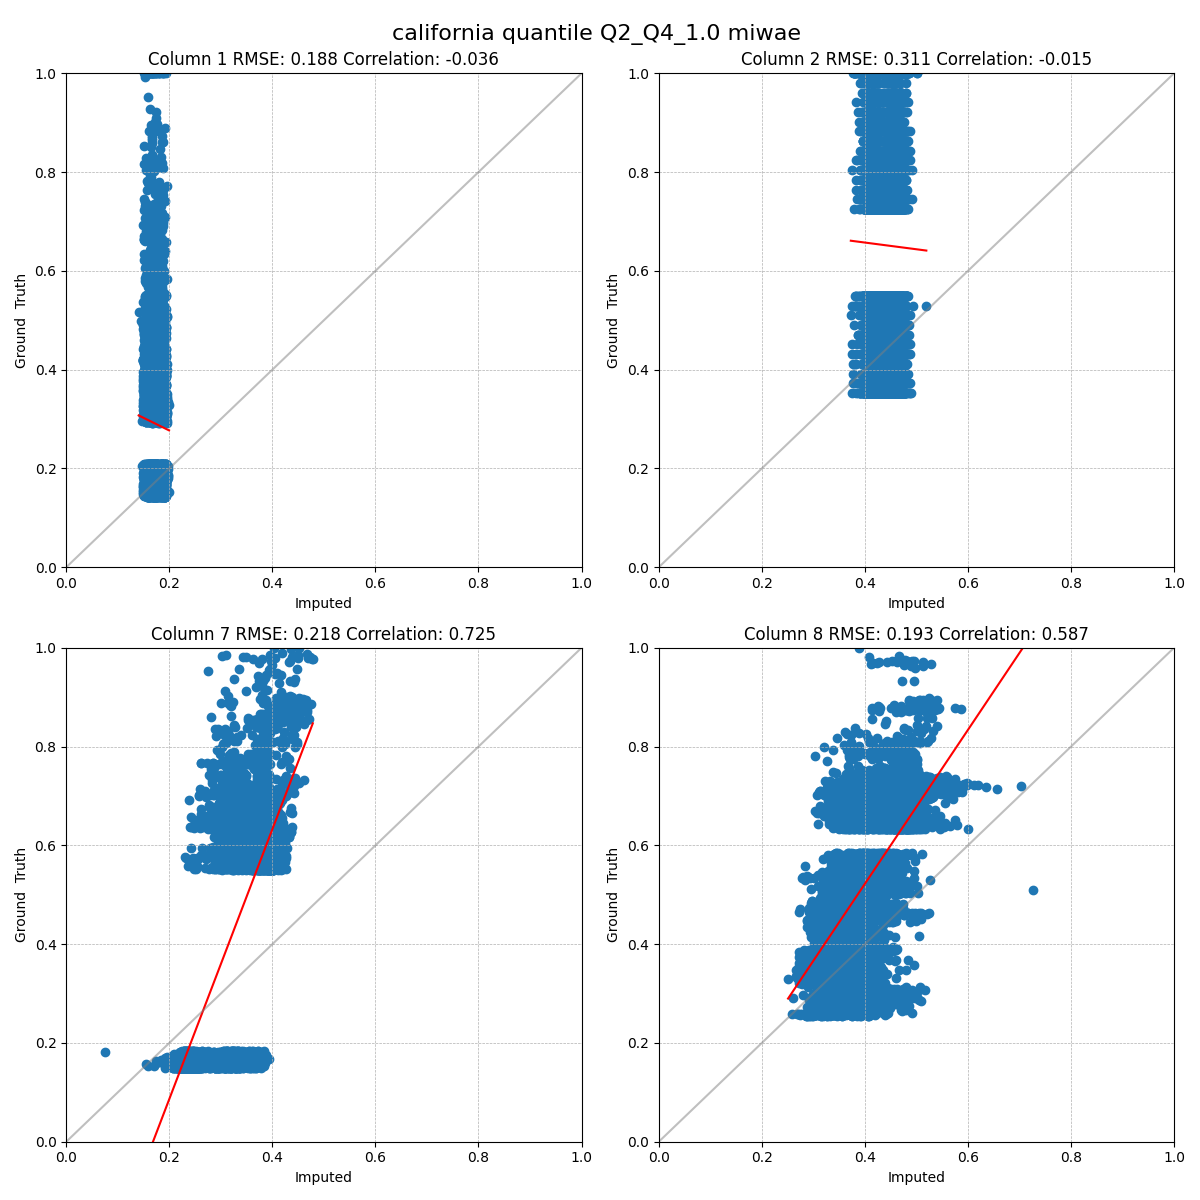 california quantile Q2_Q4_1.0 miwae
Column 1 RMSE: 0.188 Correlation: -0.036
1.0
0.8
0.6
0.4
0.2
0.0
Ground Truth
0.0 0.2 0.4 0.6 0.8 1.0
Imputed
Column 2 RMSE: 0.311 Correlation: -0.015
1.0
0.8
0.6
0.4
0.2
0.0
Ground Truth
0.0 0.2 0.4 0.6 0.8 1.0
Imputed
Column 7 RMSE: 0.218 Correlation: 0.725
1.0
0.8
0.6
0.4
0.2
0.0
Ground Truth
0.0 0.2 0.4 0.6 0.8 1.0
Imputed
Column 8 RMSE: 0.193 Correlation: 0.587
1.0
0.8
0.6
0.4
0.2
0.0
Ground Truth
0.0 0.2 0.4 0.6 0.8 1.0
Imputed